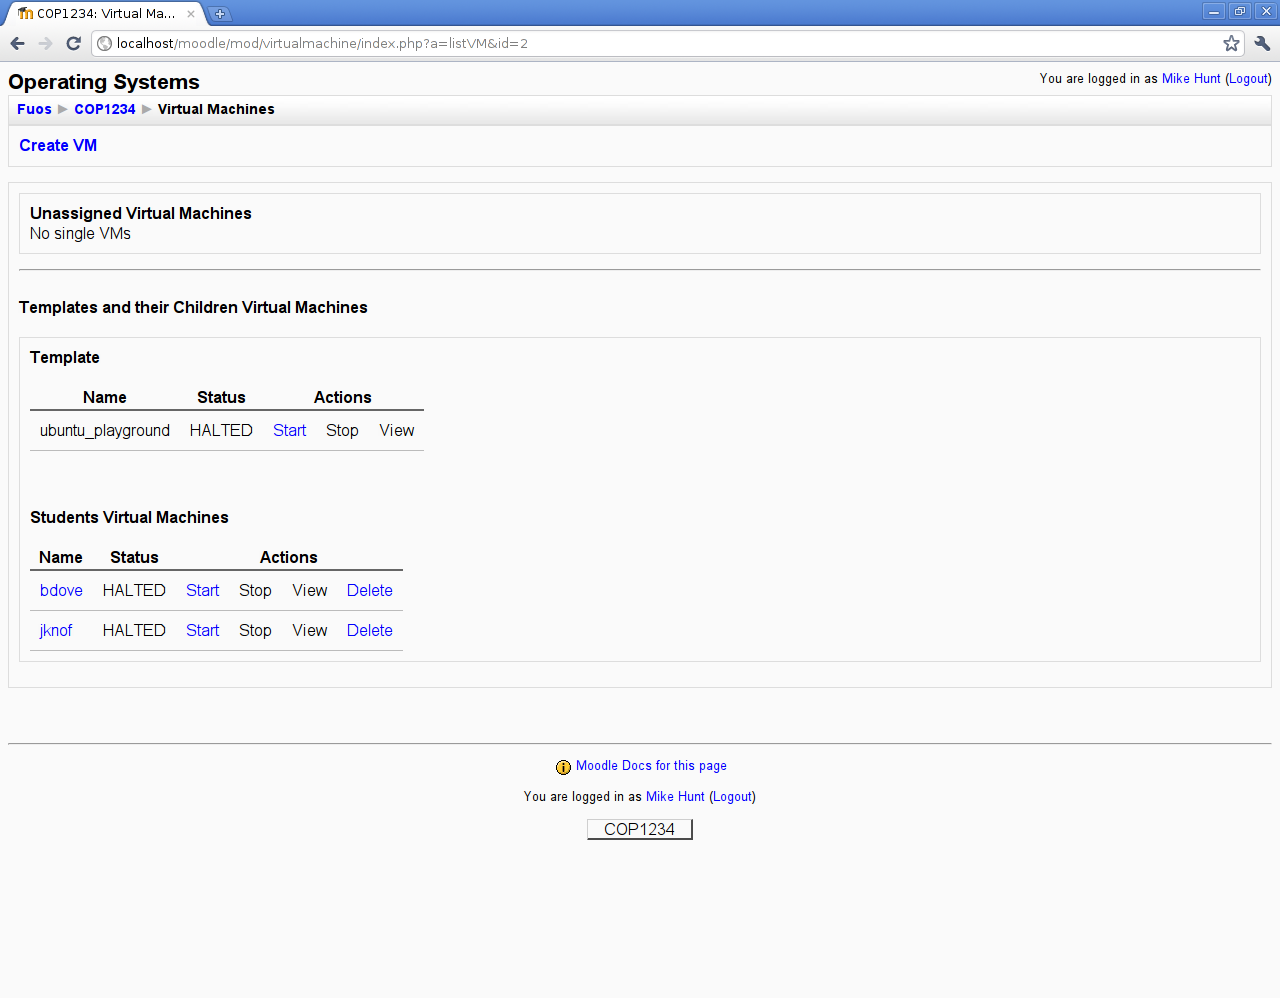 COP1234: Virtual Ma...
localhost/moodle/mod/virtualmachine/index.php?a=listVM&id=2
Operating Systems
You are logged in as Mike Hunt (Logout)
Fuos ► COP1234 ► Virtual Machines
Create VM
Unassigned Virtual Machines
No single VMs
Templates and their Children Virtual Machines
Template
Name Status Actions
ubuntu_playground HALTED Start Stop View
Students Virtual Machines
Name Status Actions
bdove HALTED Start Stop View Delete
jknof HALTED Start Stop View Delete
Moodle Docs for this page
You are logged in as Mike Hunt (Logout)
COP1234